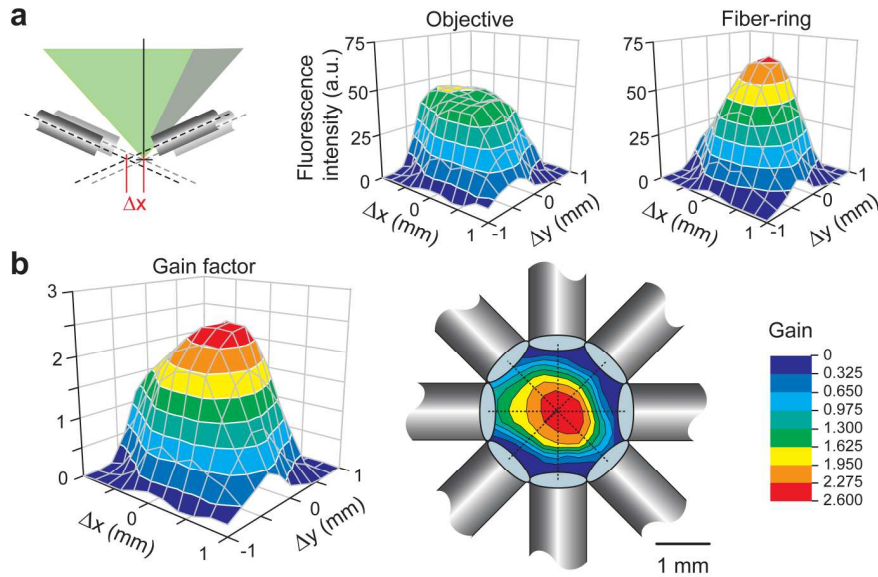 a
Δx
Objective
Fluorescence
intensity (a.u.)
75
50
25
0
Δx (mm)
0
1
-1
Δy (mm)
0
1
Fiber-ring
75
50
25
0
Δx (mm)
0
1
-1
Δy (mm)
0
1
b
Gain factor
3
2
1
0
Δx (mm)
0
1
-1
Δy (mm)
0
1
1 mm
Gain
0
0.325
0.650
0.975
1.300
1.625
1.950
2.275
2.600